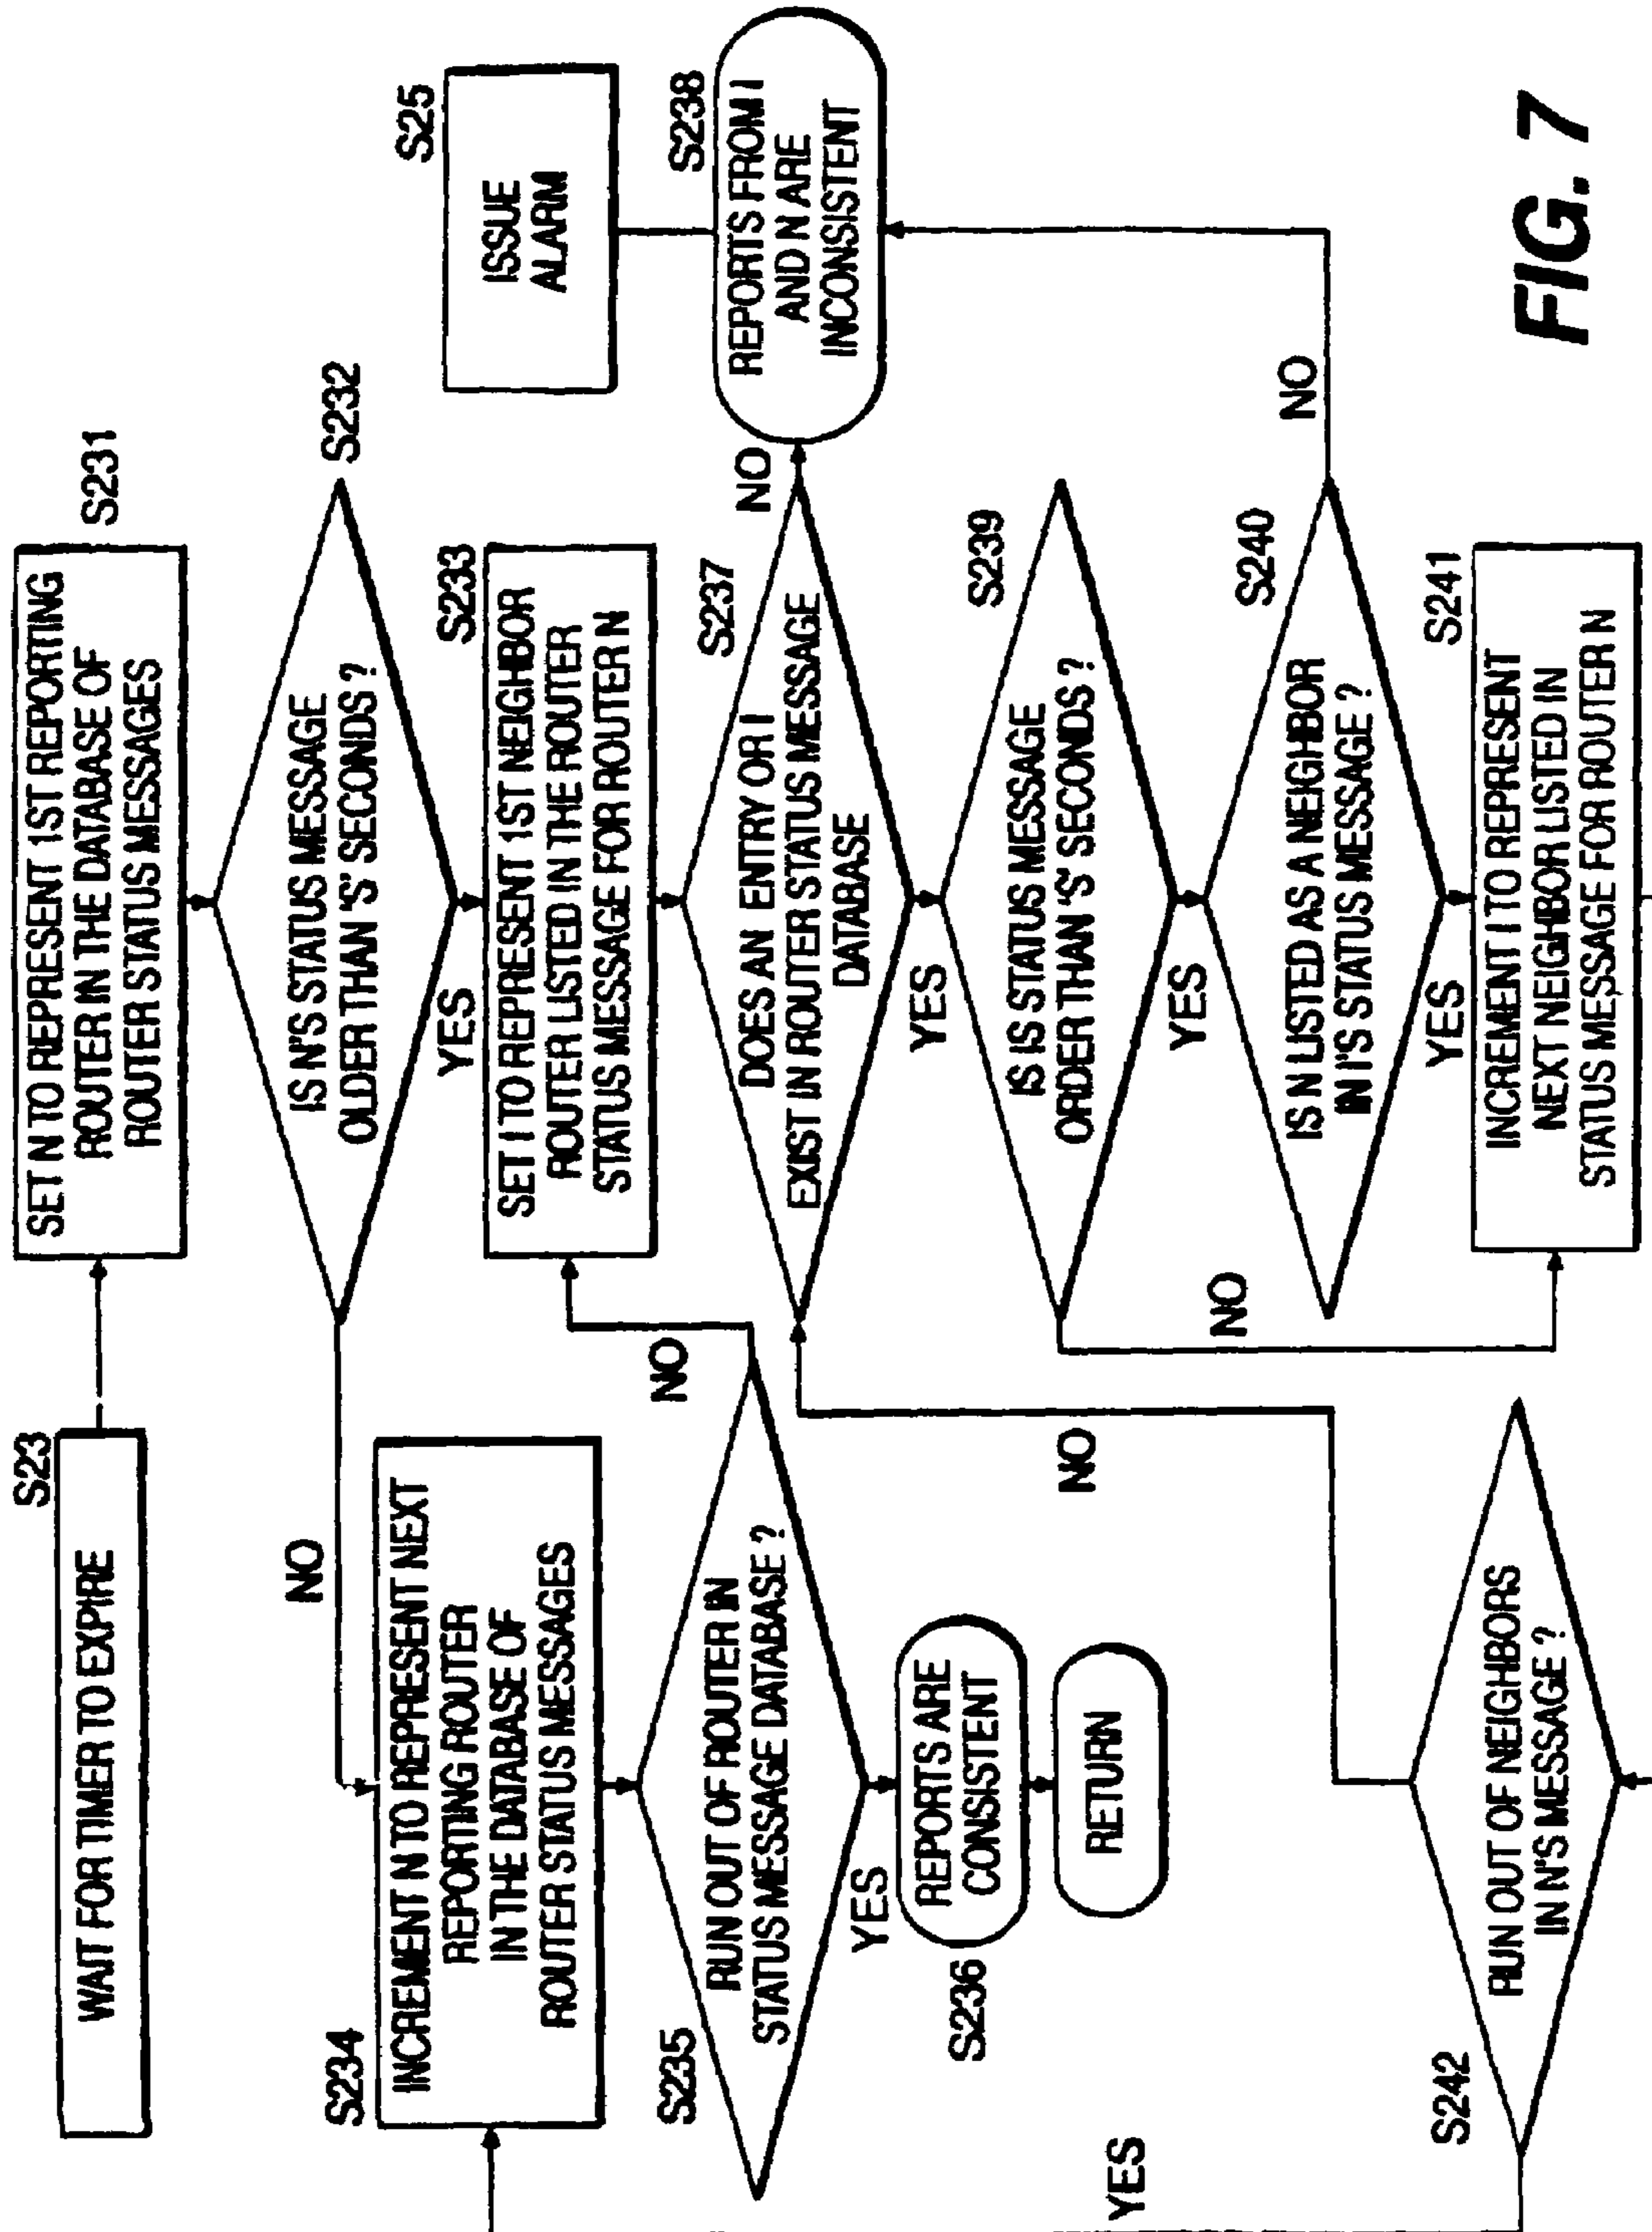 S23
WAIT FOR TIMER TO EXPIRE
SET N TO REPRESENT 1ST REPORTING
ROUTER IN THE DATABASE OF
ROUTER STATUS MESSAGES
S231
IS N'S STATUS MESSAGE
OLDER THAN 'S' SECONDS?
S232
NO
YES
S234
INCREMENT N TO REPRESENT NEXT
REPORTING ROUTER
IN THE DATABASE OF
ROUTER STATUS MESSAGES
SET I TO REPRESENT 1ST NEIGHBOR
ROUTER LISTED IN THE ROUTER
STATUS MESSAGE FOR ROUTER N
S233
S25
ISSUE
ALARM
S235
RUN OUT OF ROUTER IN
STATUS MESSAGE DATABASE?
NO
YES
S237
DOES AN ENTRY OR I
EXIST IN ROUTER STATUS MESSAGE
DATABASE
NO
YES
S238
REPORTS FROM I
AND N ARE
INCONSISTENT
S236
REPORTS ARE
CONSISTENT
RETURN
S239
IS IS STATUS MESSAGE
ORDER THAN 'S' SECONDS?
NO
YES
NO
S240
IS N LISTED AS A NEIGHBOR
IN I'S STATUS MESSAGE?
NO
YES
YES
S242
RUN OUT OF NEIGHBORS
IN N'S MESSAGE?
S241
INCREMENT I TO REPRESENT
NEXT NEIGHBOR LISTED IN
STATUS MESSAGE FOR ROUTER N
FIG. 7